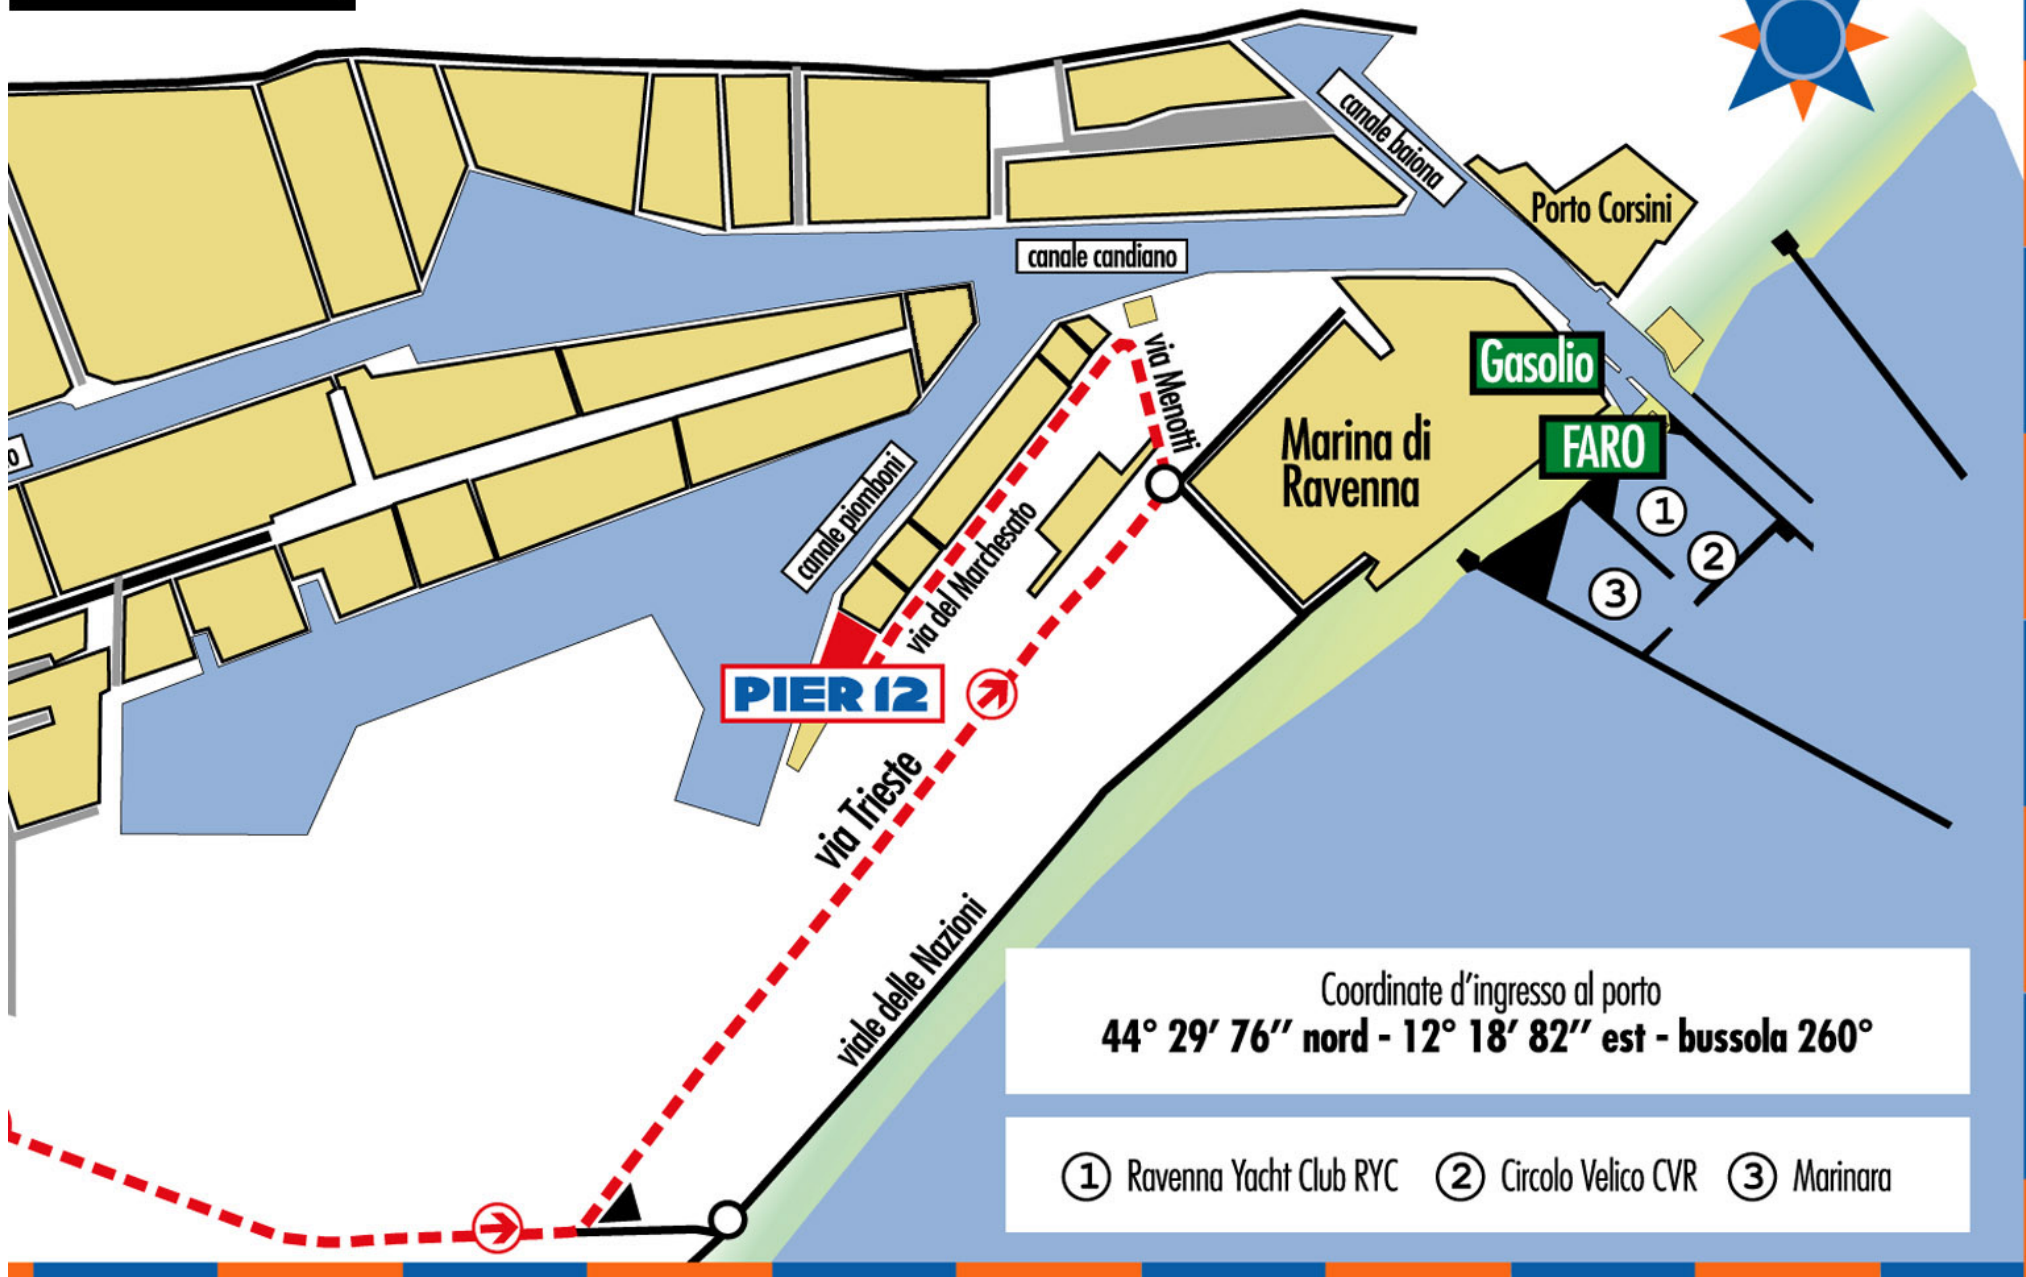 canale baiona
Porto Corsini
canale candiano
via Menotti
Gasolio
FARO
Marina di
Ravenna
canale piomboni
via del Marchesato
1
2
3
PIER 12
via Trieste
viale delle Nazioni
Coordinate d’ingresso al porto
44° 29’ 76’’ nord - 12° 18’ 82’’ est - bussola 260°
1 Ravenna Yacht Club RYC 2 Circolo Velico CVR 3 Marinara